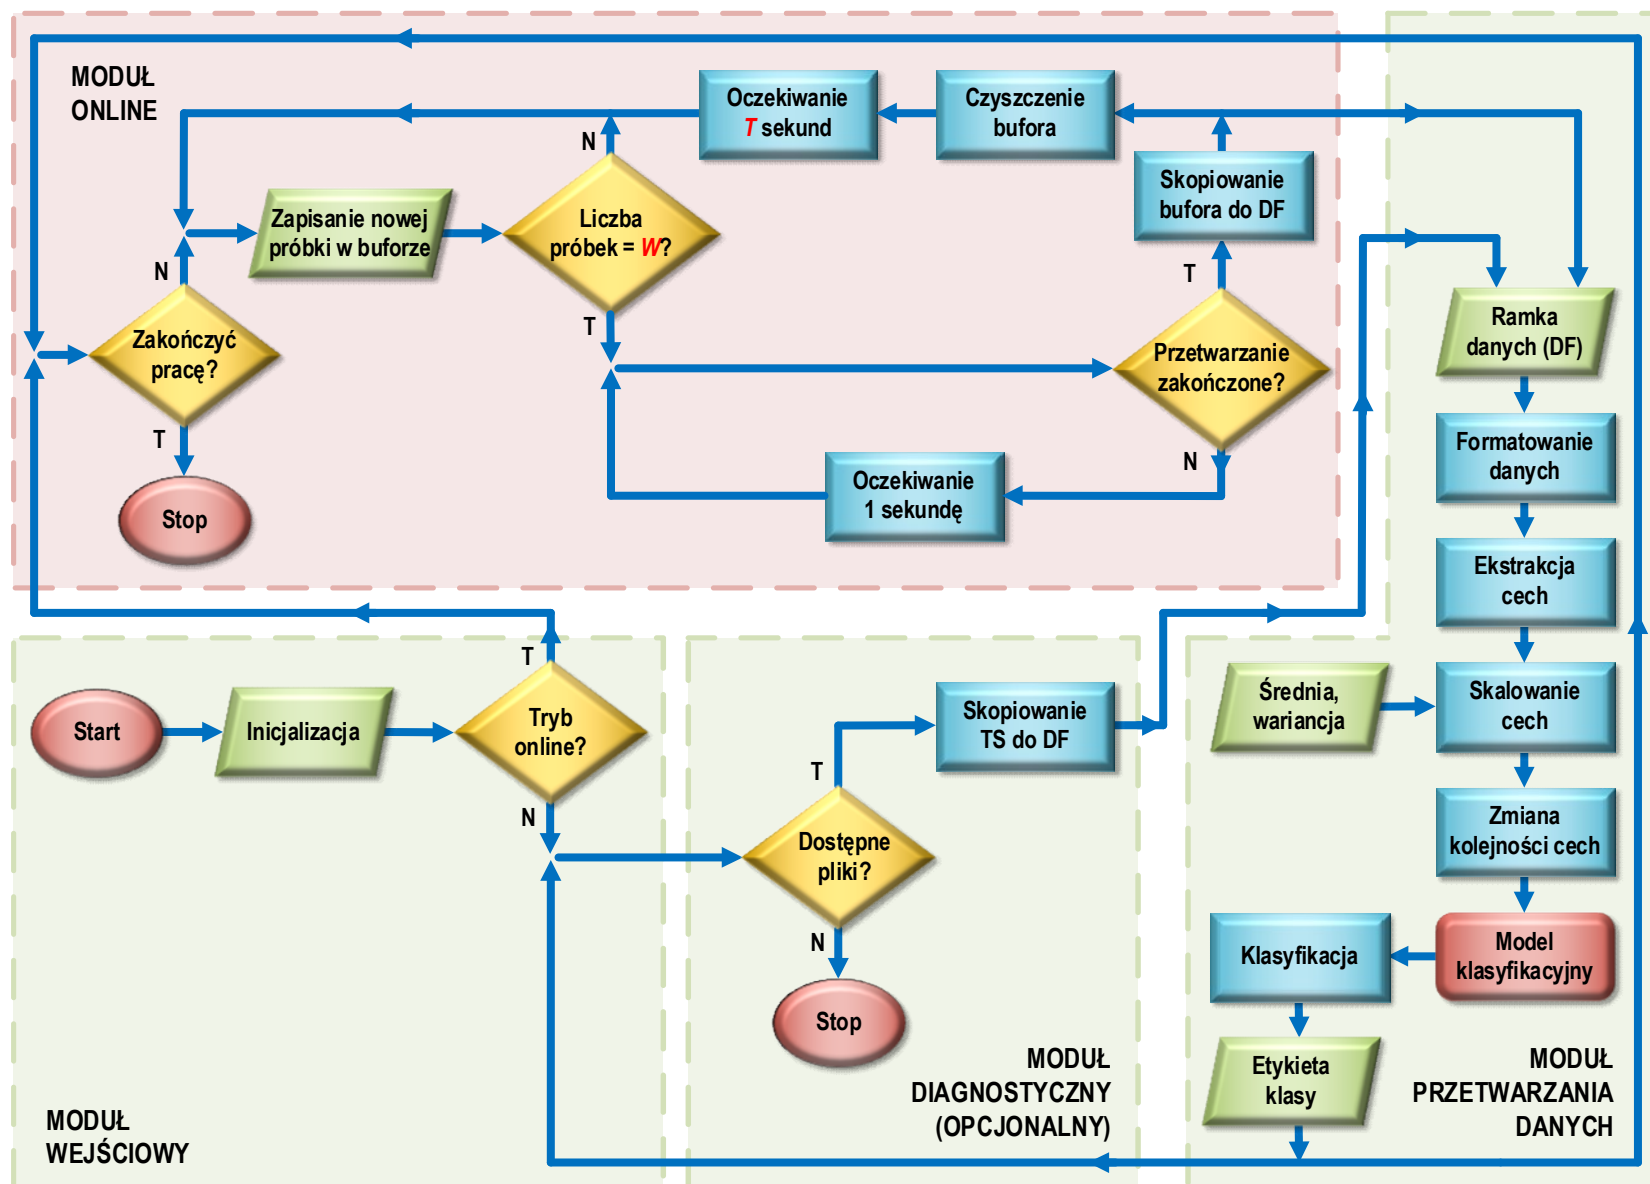 MODUŁ
ONLINE
Oczekiwanie
T sekund
Czyszczenie
bufora
N
Zapisanie nowej
próbki w buforze
Liczba
próbek = W?
Skopiowanie
bufora do DF
N
T
T
Zakończyć
pracę?
Przetwarzanie
zakończone?
T
N
Oczekiwanie
1 sekundę
Stop
Ramka
danych (DF)
Formatowanie
danych
Ekstrakcja
cech
Średnia,
wariancja
Skalowanie
cech
Zmiana
kolejności cech
Model
klasyfikacyjny
Klasyfikacja
Etykieta
klasy
MODUŁ
PRZETWARZANIA
DANYCH
T
Start
Inicjalizacja
Tryb
online?
N
MODUŁ
WEJŚCIOWY
Skopiowanie
TS do DF
T
Dostępne
pliki?
N
Stop
MODUŁ
DIAGNOSTYCZNY
(OPCJONALNY)